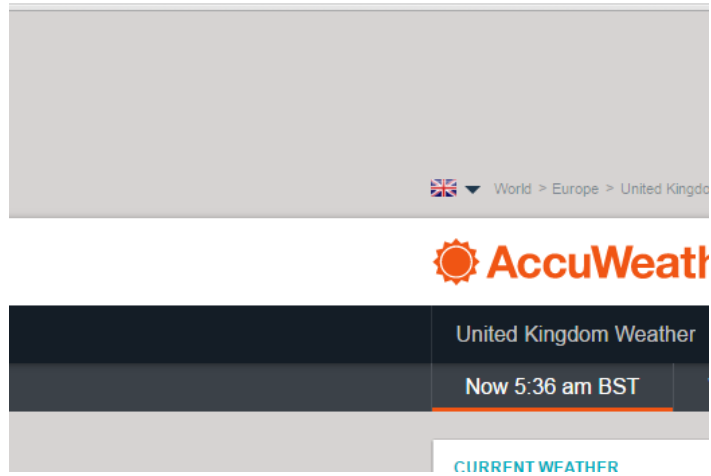 World > Europe > United Kingdo
AccuWeath
United Kingdom Weather
Now 5:36 am BST
CURRENT WEATHER